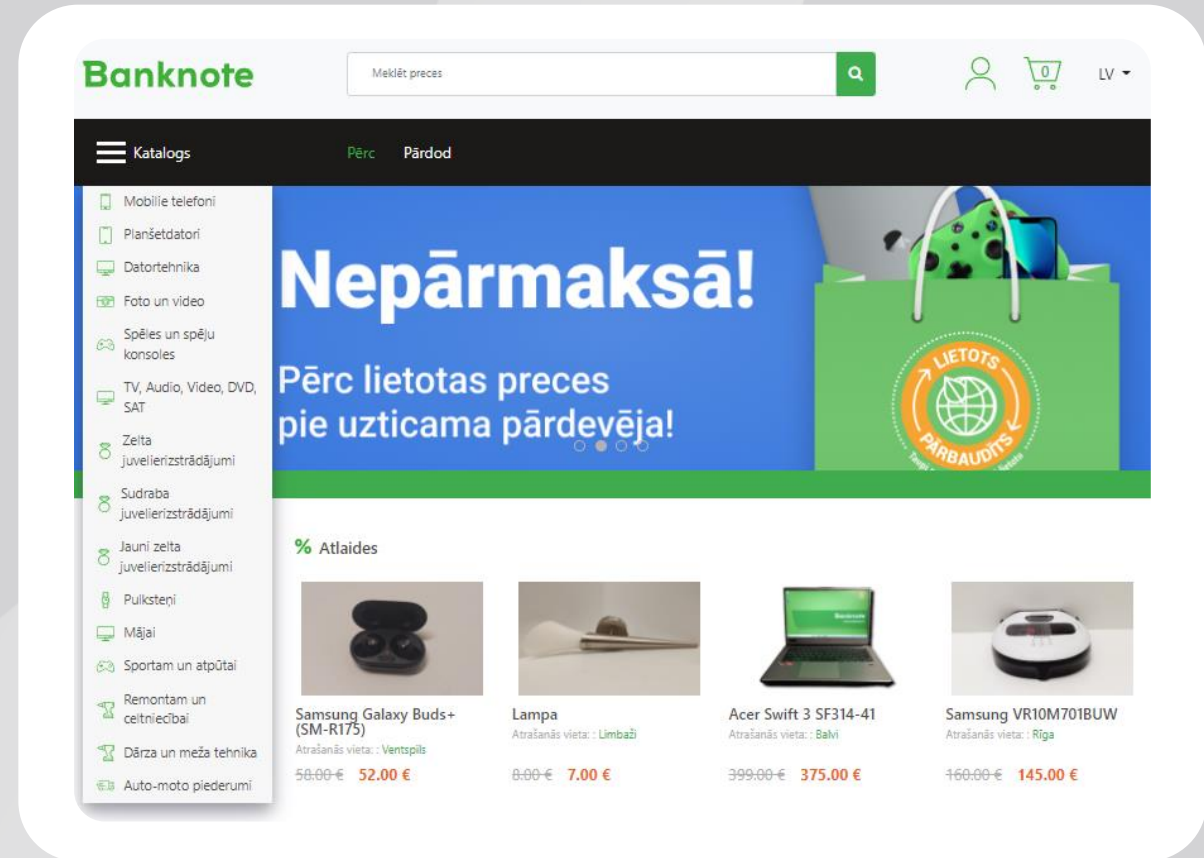 Banknote
Meklēt preces
0
LV
Katalogs
Pērc
Pārdod
Mobilie telefoni
Planšetdatori
Datortehnika
Foto un video
Spēles un spēļu
konsoles
TV, Audio, Video, DVD,
SAT
Zelta
juvelierizstrādājumi
Sudraba
juvelierizstrādājumi
Jauni zelta
juvelierizstrādājumi
Pulksteņi
Mājai
Sportam un atpūtai
Remontam un
celtniecībai
Dārza un meža tehnika
Auto-moto piederumi
Nepārmaksā!
Pērc lietotas preces
pie uzticama pārdevēja!
LIETOTS
PĀRBAUDĪTS
% Atlaides
Samsung Galaxy Buds+
(SM-R175)
Atrašanās vieta: : Ventspils
58.00 € 52.00 €
Lampa
Atrašanās vieta: : Limbaži
8.00 € 7.00 €
Banknote
Acer Swift 3 SF314-41
Atrašanās vieta: : Balvi
399.00 € 375.00 €
Samsung VR10M701BUW
Atrašanās vieta: : Rīga
160.00 € 145.00 €